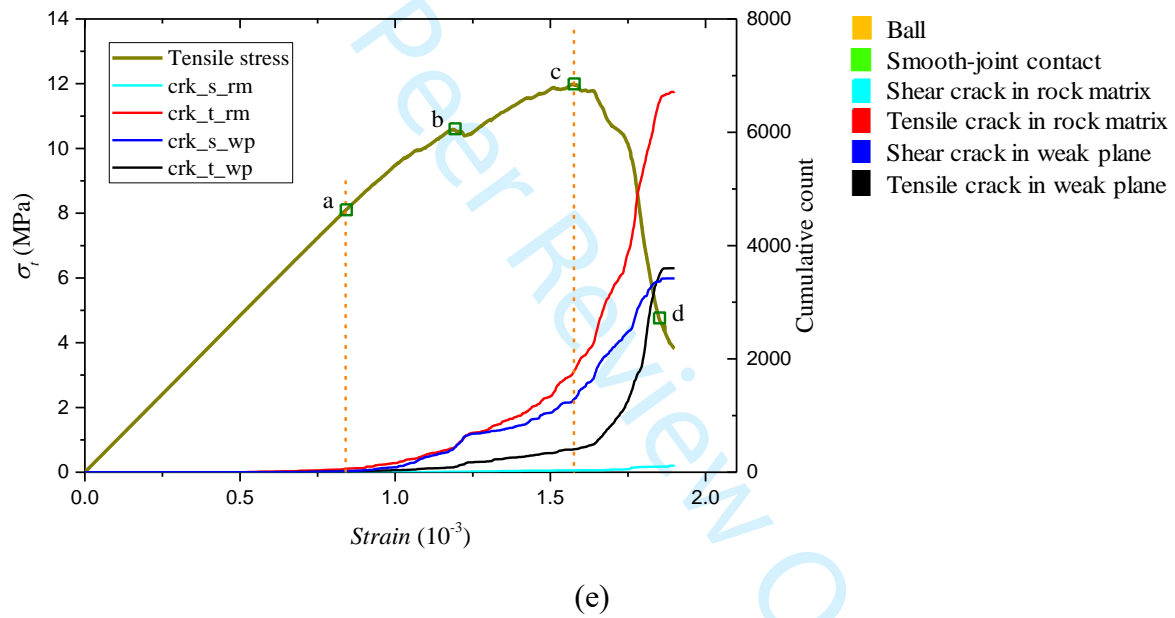 14
12
10
8
6
4
2
0
σt (MPa)
Tensile stress
crk_s_rm
crk_t_rm
crk_s_wp
crk_t_wp
a
b
c
d
8000
6000
4000
2000
0
Cumulative count
0.0
0.5
1.0
1.5
2.0
Strain (10-3)
Ball
Smooth-joint contact
Shear crack in rock matrix
Tensile crack in rock matrix
Shear crack in weak plane
Tensile crack in weak plane
Peer Review O
(e)